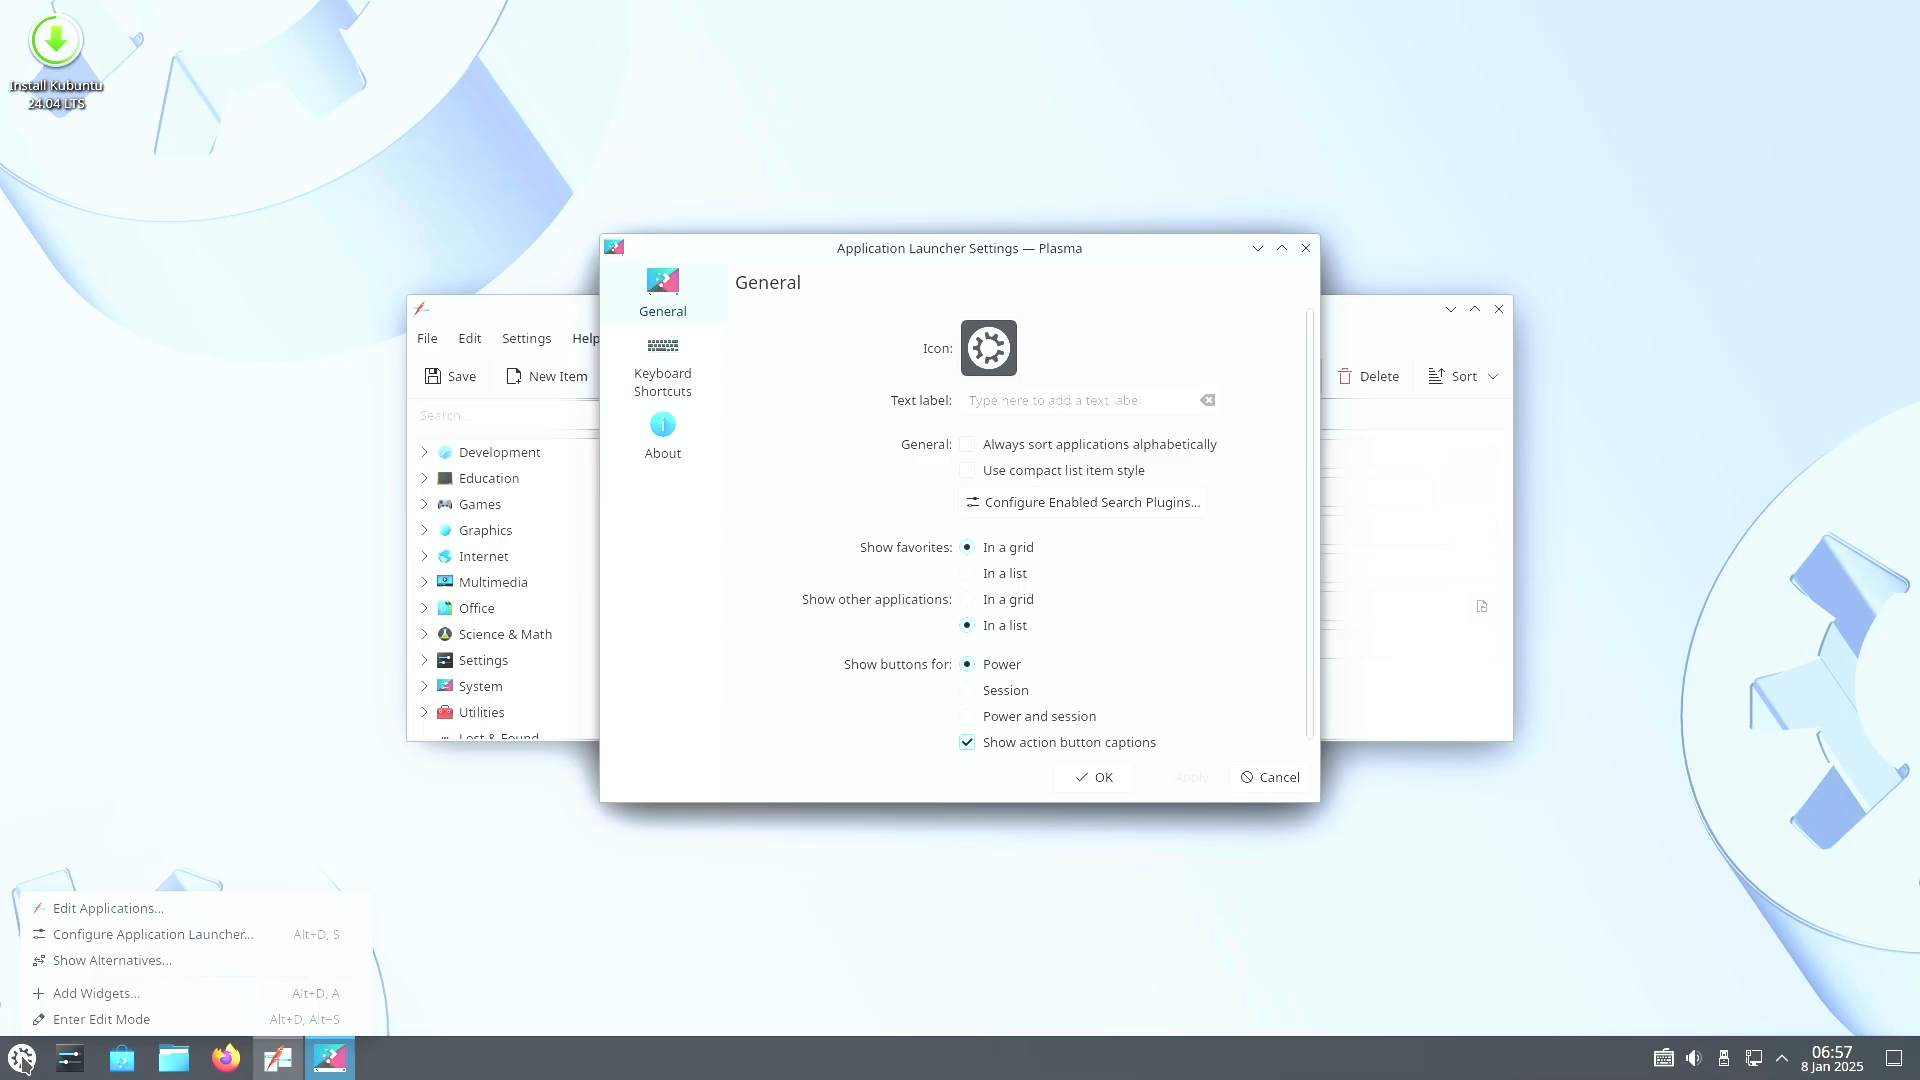 Install Kubuntu
24.04 LTS
Application Launcher Settings — Plasma
General
General
Keyboard
Shortcuts
About
Icon:
Text label: Type here to add a text label
General: Always sort applications alphabetically
Use compact list item style
Configure Enabled Search Plugins...
Show favorites: In a grid
In a list
Show other applications: In a grid
In a list
Show buttons for: Power
Session
Power and session
Show action button captions
OK Apply Cancel
File Edit Settings Help
Save New Item Delete Sort
Search...
Development
Education
Games
Graphics
Internet
Multimedia
Office
Science & Math
Settings
System
Utilities
Lost & Found
Edit Applications...
Configure Application Launcher... Alt+D, S
Show Alternatives...
Add Widgets... Alt+D, A
Enter Edit Mode Alt+D, Alt+S
06:57
8 Jan 2025